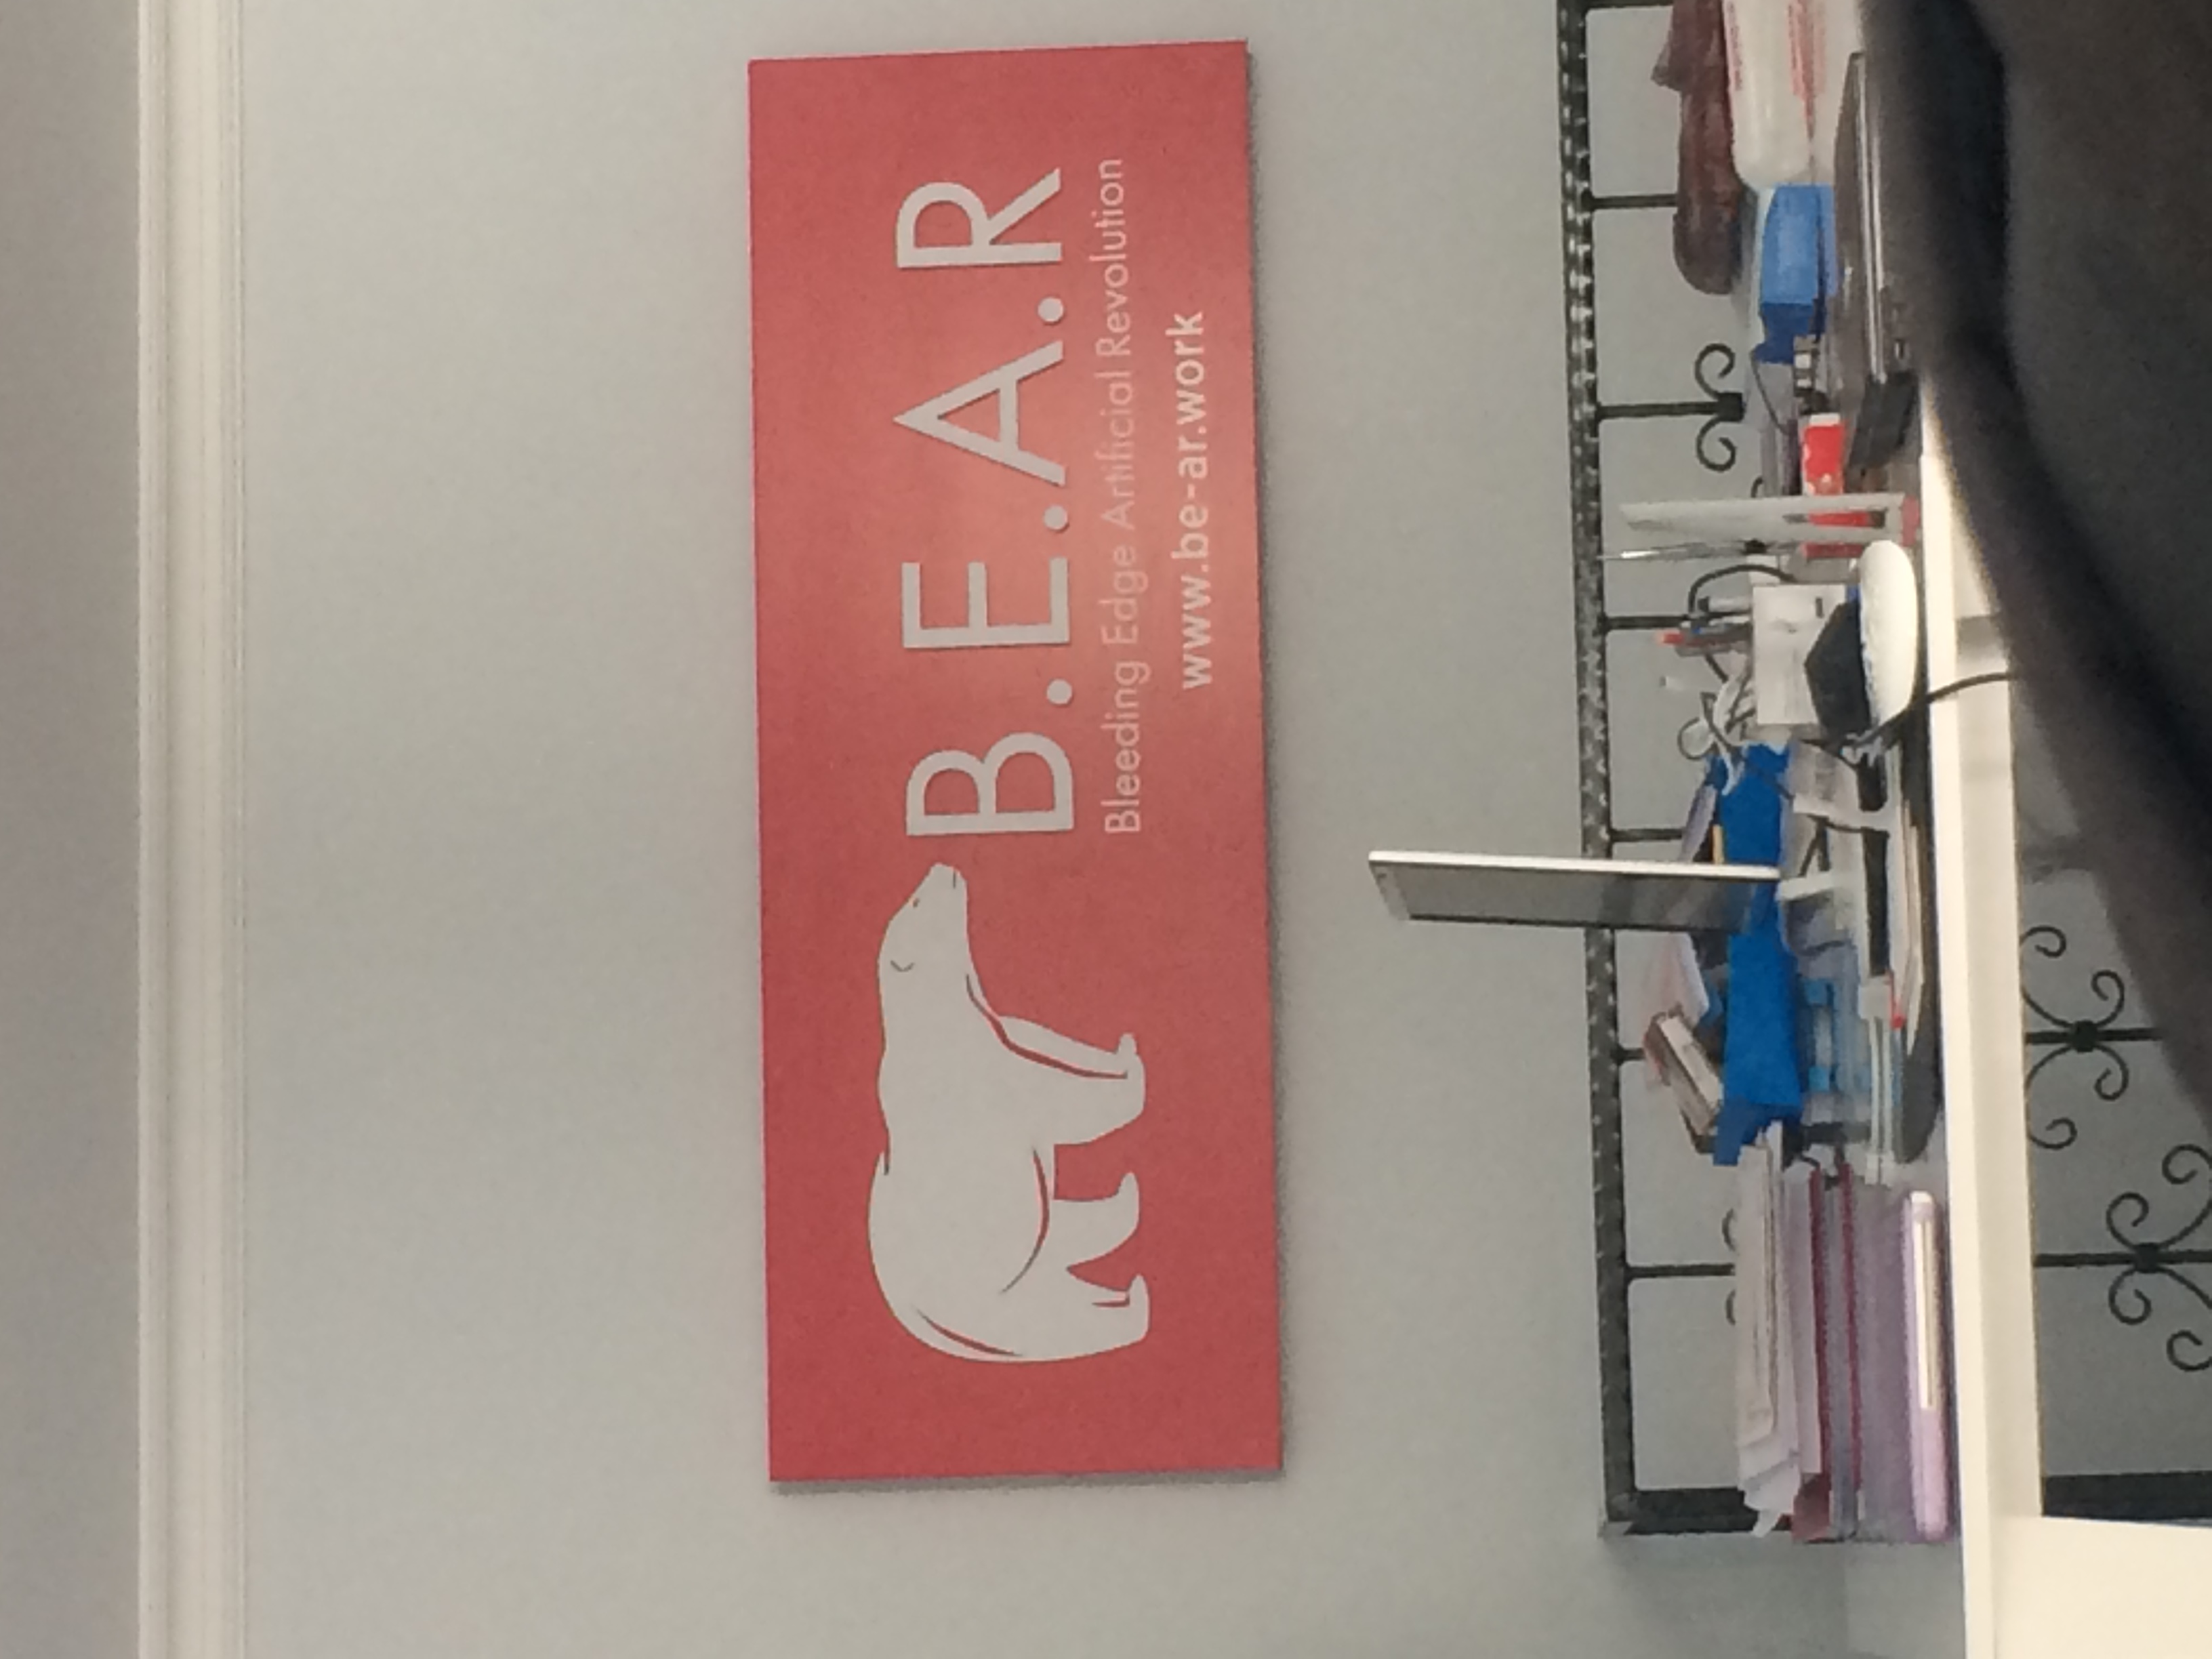 B.E.A.R
Bleeding Edge Artificial Revolution
www.be-ar.work